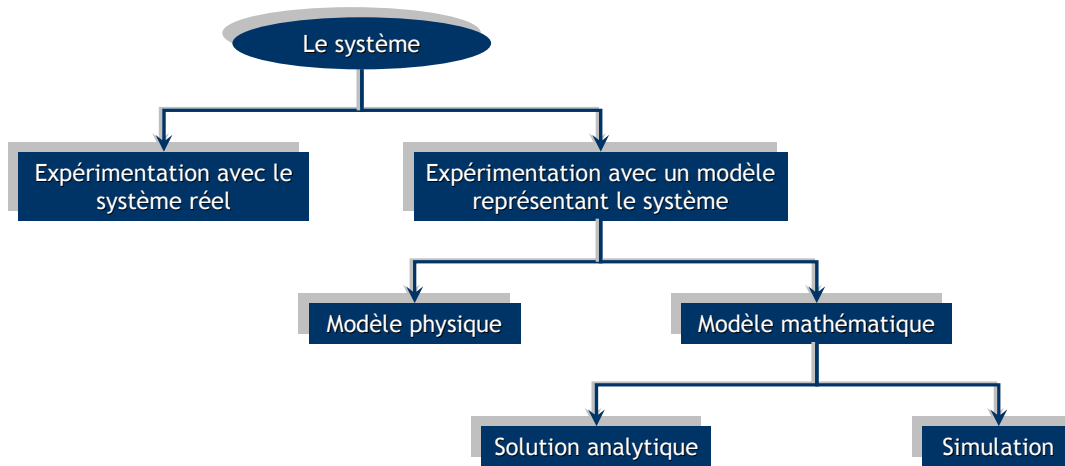 Le système
Expérimentation avec le
système réel
Expérimentation avec un modèle
représentant le système
Modèle physique
Modèle mathématique
Solution analytique
Simulation